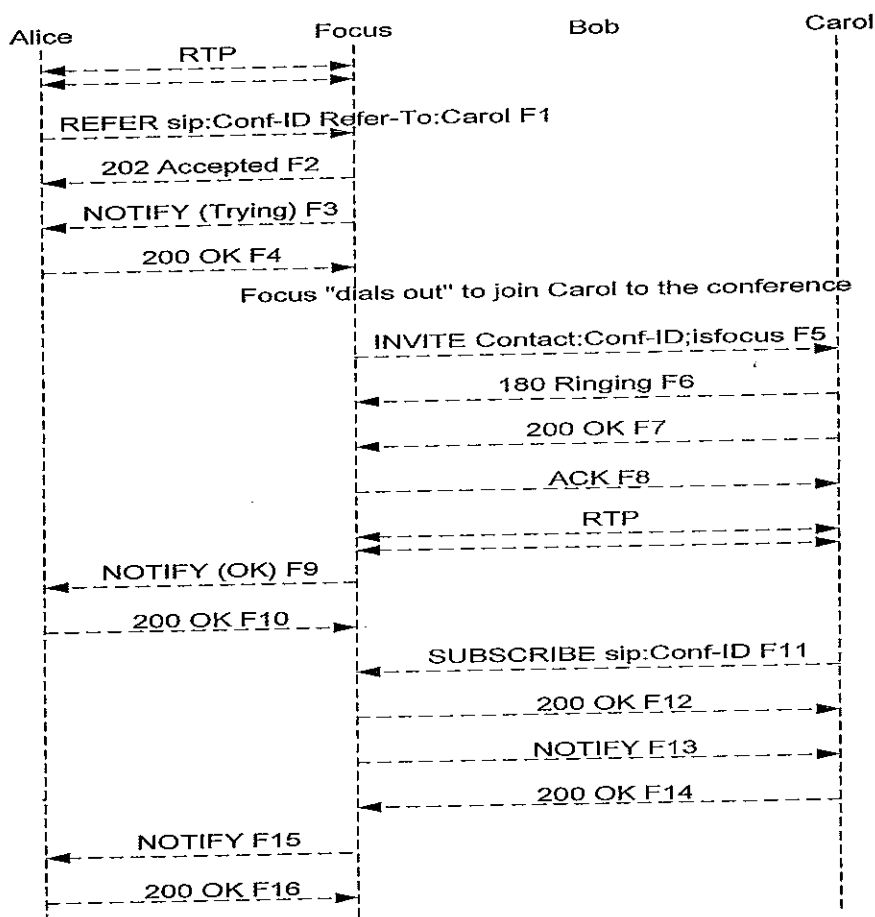 Alice Focus Bob Carol
RTP
REFER sip:Conf-ID Refer-To:Carol F1
202 Accepted F2
NOTIFY (Trying) F3
200 OK F4
Focus "dials out" to join Carol to the conference
INVITE Contact:Conf-ID;isfocus F5
180 Ringing F6
200 OK F7
ACK F8
RTP
NOTIFY (OK) F9
200 OK F10
SUBSCRIBE sip:Conf-ID F11
200 OK F12
NOTIFY F13
200 OK F14
NOTIFY F15
200 OK F16